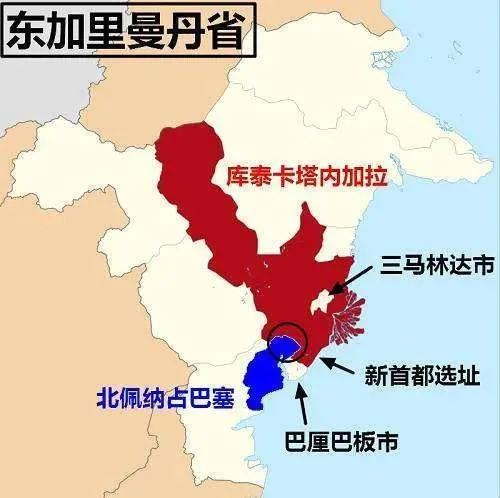 东加里曼丹省
库泰卡塔内加拉
三马林达市
新首都选址
北佩纳占巴塞
巴厘巴板市